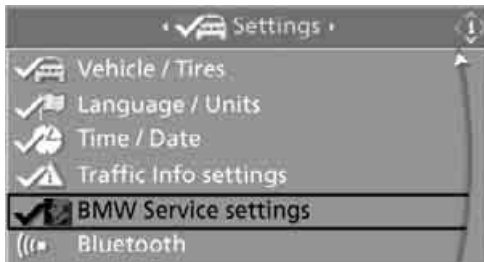 Settings
i
Vehicle / Tires
Language / Units
Time / Date
Traffic Info settings
BMW Service settings
Bluetooth